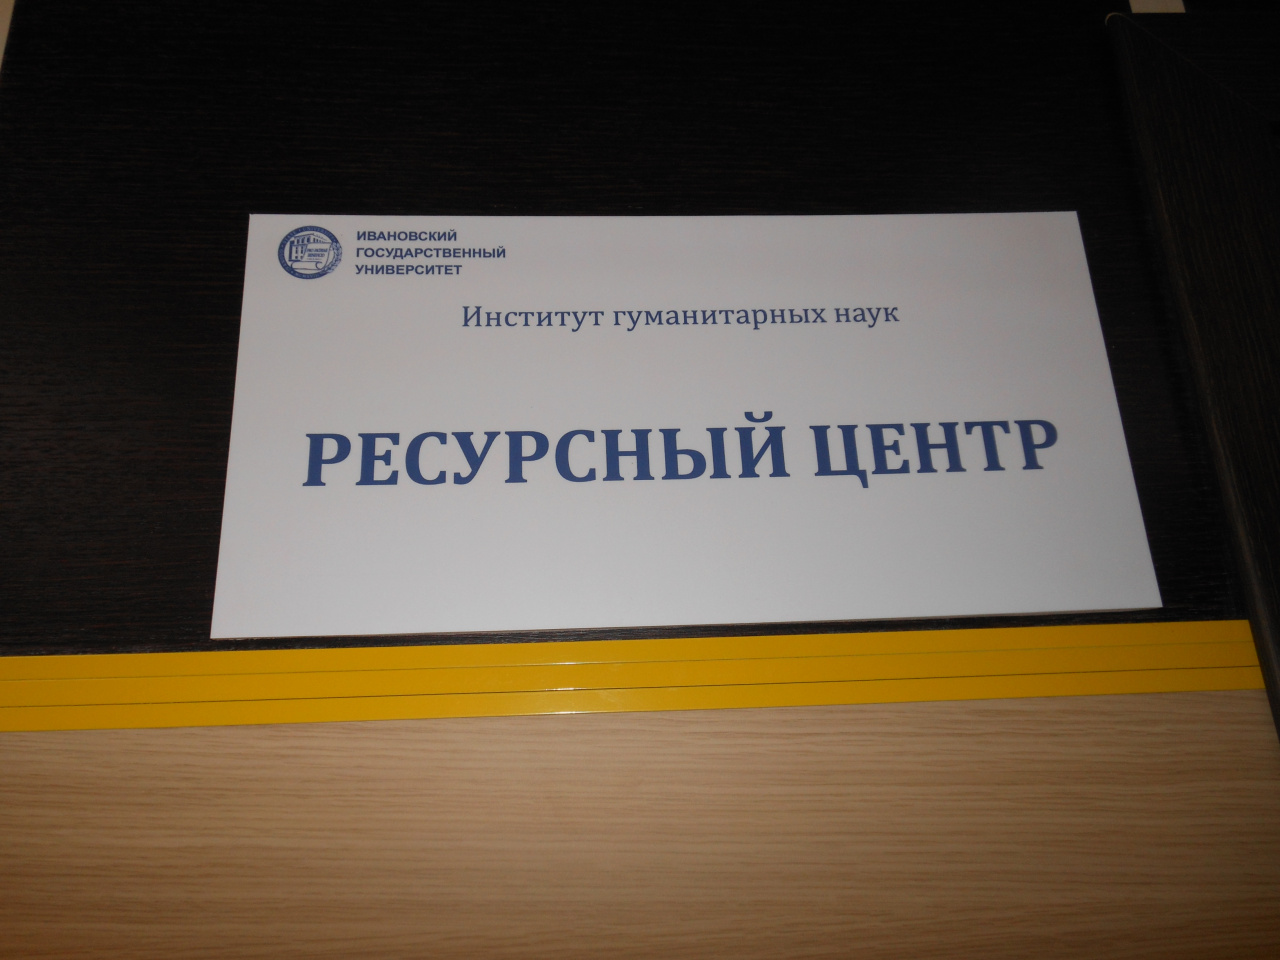 ИВАНОВСКИЙ
ГОСУДАРСТВЕННЫЙ
УНИВЕРСИТЕТ
Институт гуманитарных наук
РЕСУРСНЫЙ ЦЕНТР